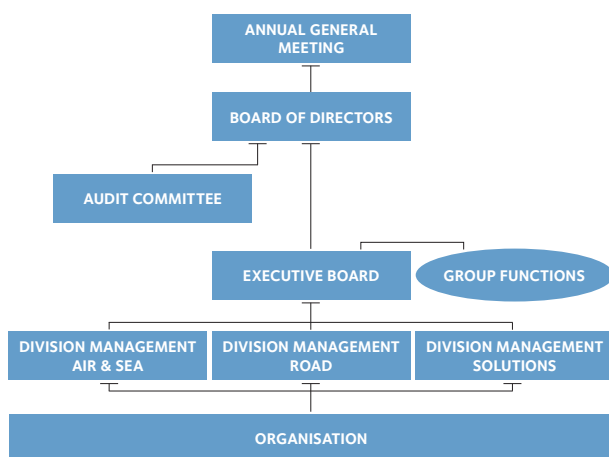 ANNUAL GENERAL
MEETING
BOARD OF DIRECTORS
AUDIT COMMITTEE
EXECUTIVE BOARD
GROUP FUNCTIONS
DIVISION MANAGEMENT
AIR & SEA
DIVISION MANAGEMENT
ROAD
DIVISION MANAGEMENT
SOLUTIONS
ORGANISATION